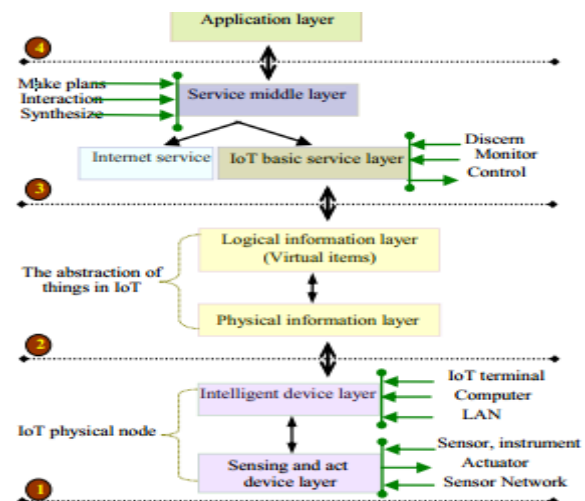 Application layer
4
Make plans
Interaction
Synthesize
Service middle layer
Internet service
IoT basic service layer
Discern
Monitor
Control
3
Logical information layer
(Virtual items)
The abstraction of
things in IoT
Physical information layer
2
Intelligent device layer
IoT terminal
Computer
LAN
IoT physical node
Sensing and act
device layer
Sensor, instrument
Actuator
Sensor Network
1